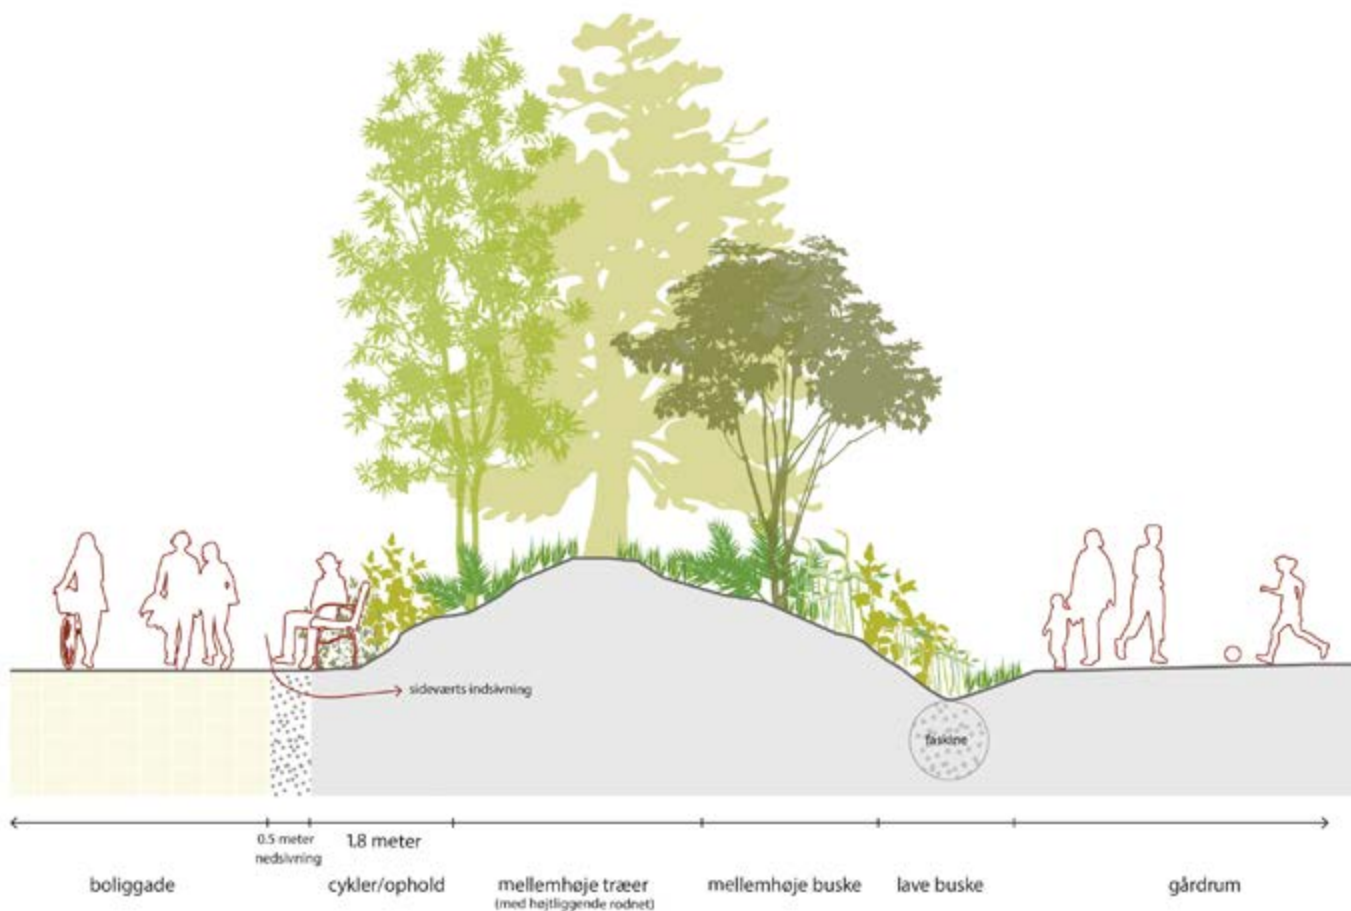 sideværts indsivning
faskine
0.5 meter
nedsivning
1.8 meter
boliggade
cykler/ophold
mellemhøje træer
(med højtliggende rodnet)
mellemhøje buske
lave buske
gårdrum